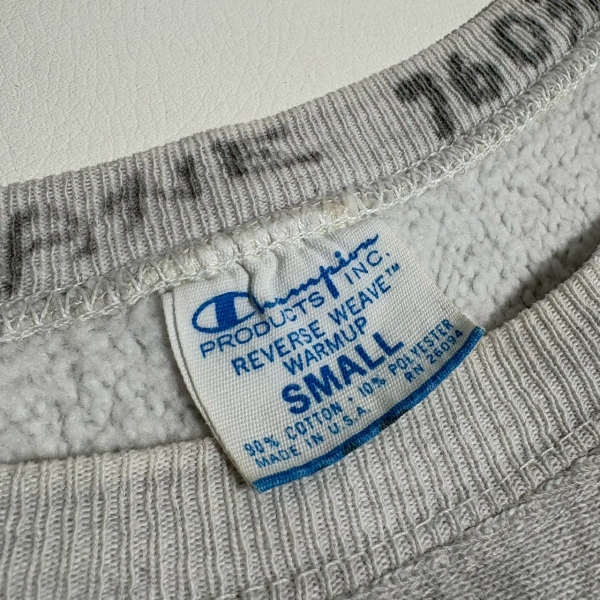 Champion
PRODUCTS INC.
REVERSE WEAVE™
WARMUP
SMALL
90% COTTON · 10% POLYESTER
MADE IN U.S.A. RN 26094